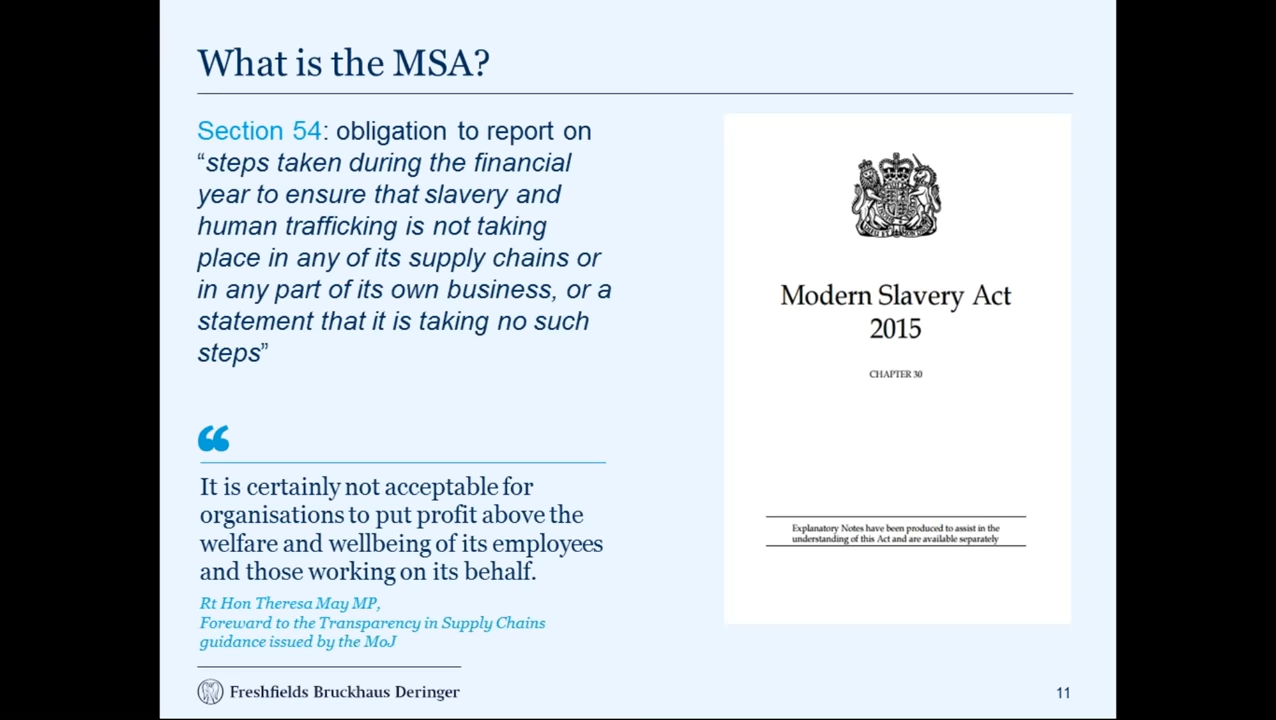 What is the MSA?
Section 54: obligation to report on
“steps taken during the financial
year to ensure that slavery and
human trafficking is not taking
place in any of its supply chains or
in any part of its own business, or a
statement that it is taking no such
steps”
❝
It is certainly not acceptable for
organisations to put profit above the
welfare and wellbeing of its employees
and those working on its behalf.
Rt Hon Theresa May MP,
Foreward to the Transparency in Supply Chains
guidance issued by the MoJ
Modern Slavery Act
2015
CHAPTER 30
Explanatory Notes have been produced to assist in the
understanding of this Act and are available separately
Freshfields Bruckhaus Deringer
11